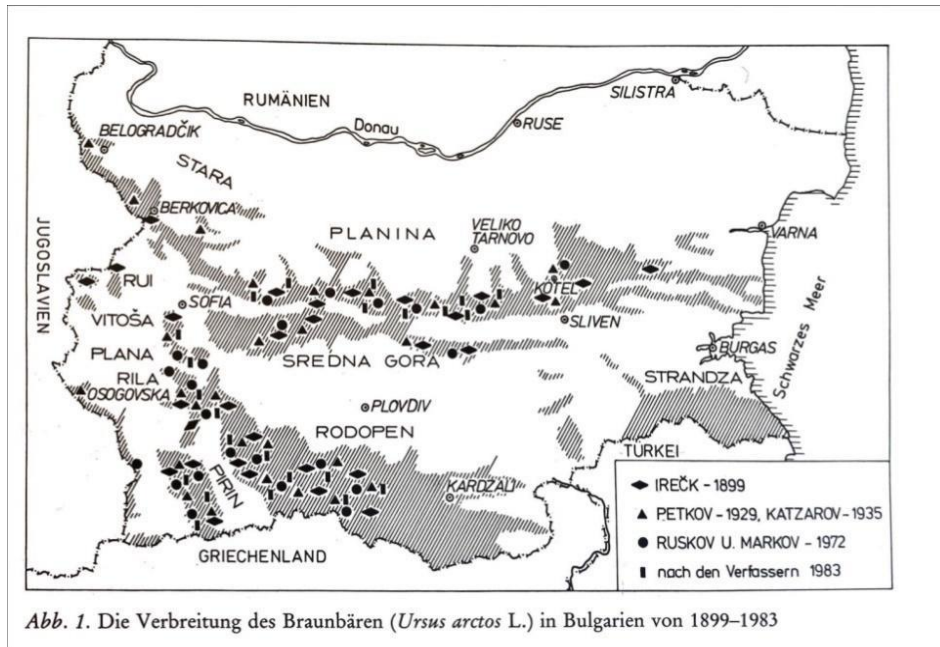 RUMÄNIEN
SILISTRA
Donau
RUSE
BELOGRADČIK
STARA
BERKOVICA
PLANINA
VELIKO
TARNOVO
VARNA
JUGOSLAVIEN
RUI
SOFIA
KOTEL
SLIVEN
VITOŠA
PLANA
SREDNA GORA
BURGAS
Schwarzes Meer
RILA
OSOGOVSKA
STRANDZA
PLOVDIV
RODOPEN
TÜRKEI
PIRIN
KARDZALI
GRIECHENLAND
IREČK - 1899
PETKOV - 1929, KATZAROV - 1935
RUSKOV U. MARKOV - 1972
nach den Verfassern 1983
Abb. 1. Die Verbreitung des Braunbären (Ursus arctos L.) in Bulgarien von 1899–1983